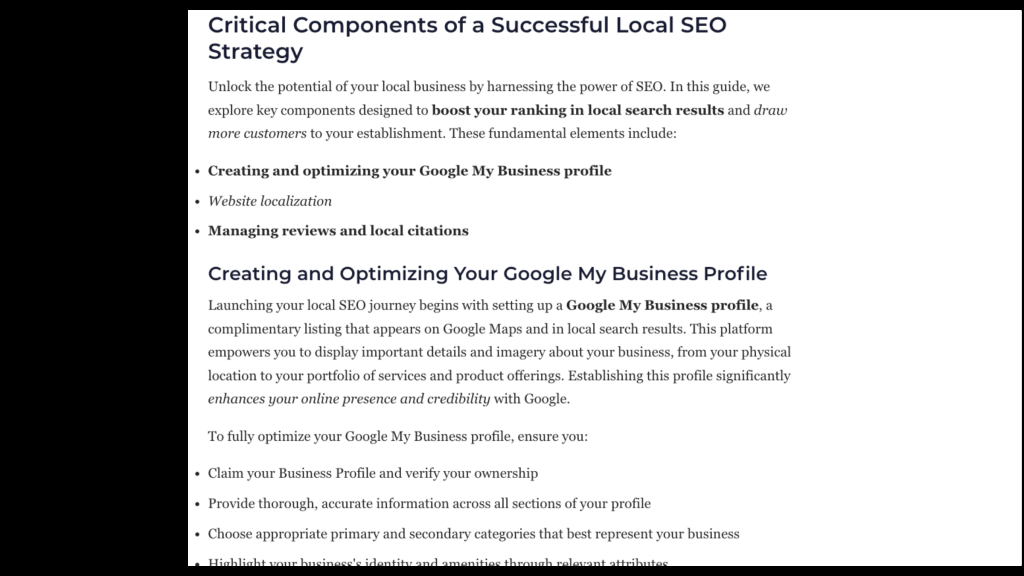 Critical Components of a Successful Local SEO
Strategy
Unlock the potential of your local business by harnessing the power of SEO. In this guide, we
explore key components designed to boost your ranking in local search results and draw
more customers to your establishment. These fundamental elements include:
• Creating and optimizing your Google My Business profile
• Website localization
• Managing reviews and local citations
Creating and Optimizing Your Google My Business Profile
Launching your local SEO journey begins with setting up a Google My Business profile, a
complimentary listing that appears on Google Maps and in local search results. This platform
empowers you to display important details and imagery about your business, from your physical
location to your portfolio of services and product offerings. Establishing this profile significantly
enhances your online presence and credibility with Google.
To fully optimize your Google My Business profile, ensure you:
• Claim your Business Profile and verify your ownership
• Provide thorough, accurate information across all sections of your profile
• Choose appropriate primary and secondary categories that best represent your business
• Highlight your business's identity and amenities through relevant attributes